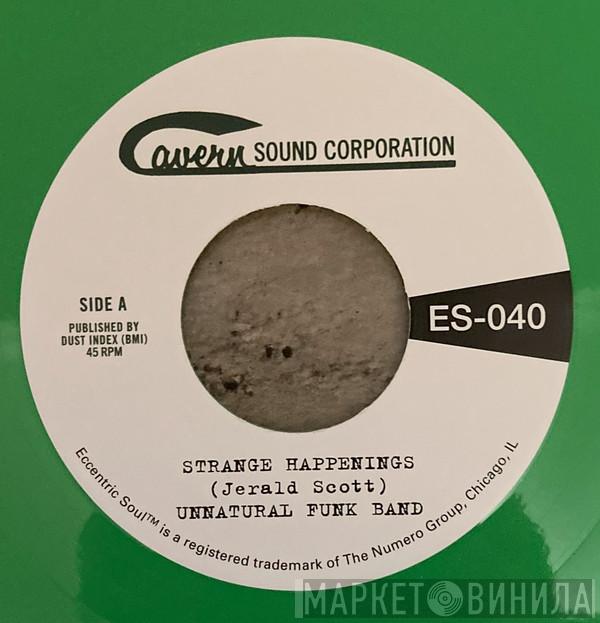 Cavern SOUND CORPORATION
SIDE A
PUBLISHED BY
DUST INDEX (BMI)
45 RPM
ES-040
STRANGE HAPPENINGS
(Jerald Scott)
UNNATURAL FUNK BAND
Eccentric Soul™ is a registered trademark of The Numero Group, Chicago, IL
МАРКЕТ ВИНИЛА